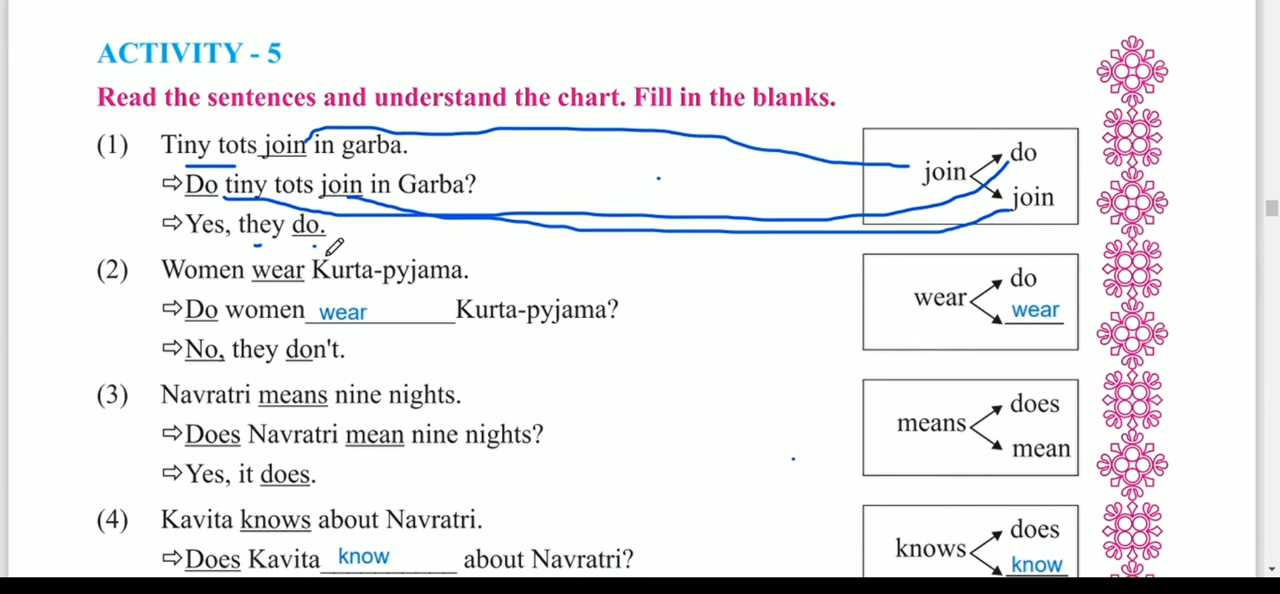 ACTIVITY - 5
Read the sentences and understand the chart. Fill in the blanks.
(1) Tiny tots join in garba.
⇨Do tiny tots join in Garba?
⇨Yes, they do.
join do
join
(2) Women wear Kurta-pyjama.
⇨Do women wear Kurta-pyjama?
⇨No, they don't.
wear do
wear
(3) Navratri means nine nights.
⇨Does Navratri mean nine nights?
⇨Yes, it does.
means does
mean
(4) Kavita knows about Navratri.
⇨Does Kavita know about Navratri?
knows does
know